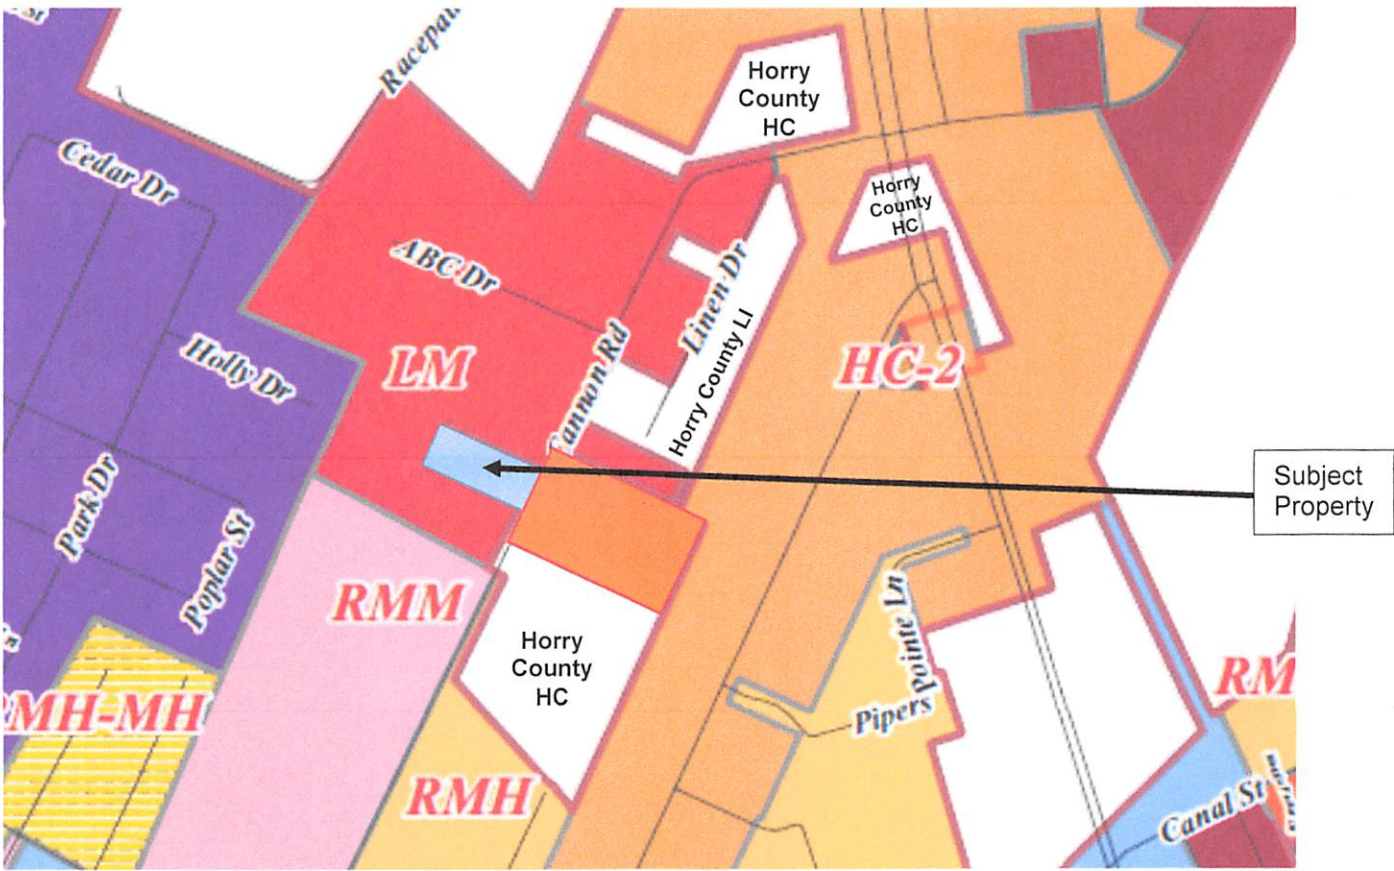 St
Racepath
Horry
County
HC
Cedar Dr
Horry
County
HC
ABC Dr
Linen Dr
Horry County LI
Holly Dr
LM
Cannon Rd
HC-2
Subject
Property
Park Dr
Poplar St
RMM
Pointe Ln
Horry
County
HC
RM
MH-MH
Pipers
RMH
Canal St